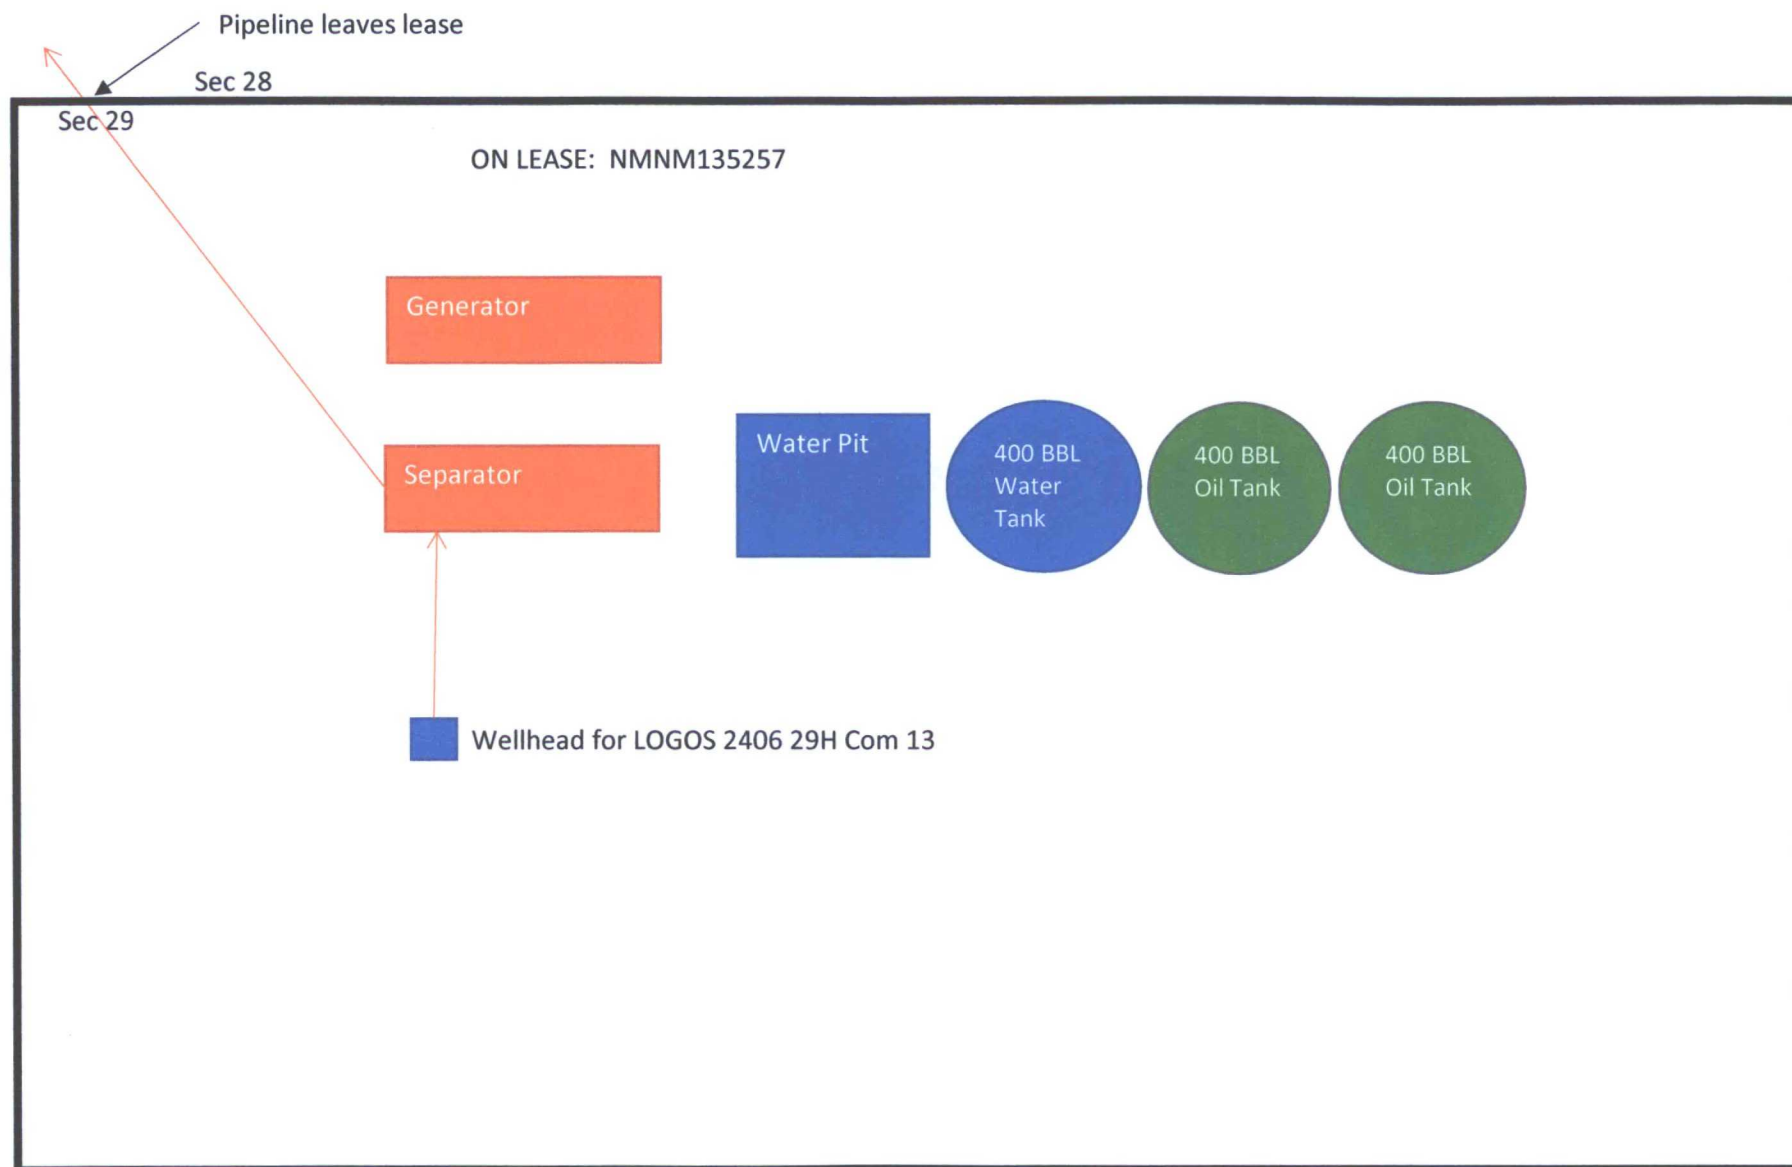 Pipeline leaves lease
Sec 28
Sec 29
ON LEASE: NMNM135257
Generator
Separator
Water Pit
400 BBL
Water
Tank
400 BBL
Oil Tank
400 BBL
Oil Tank
Wellhead for LOGOS 2406 29H Com 13